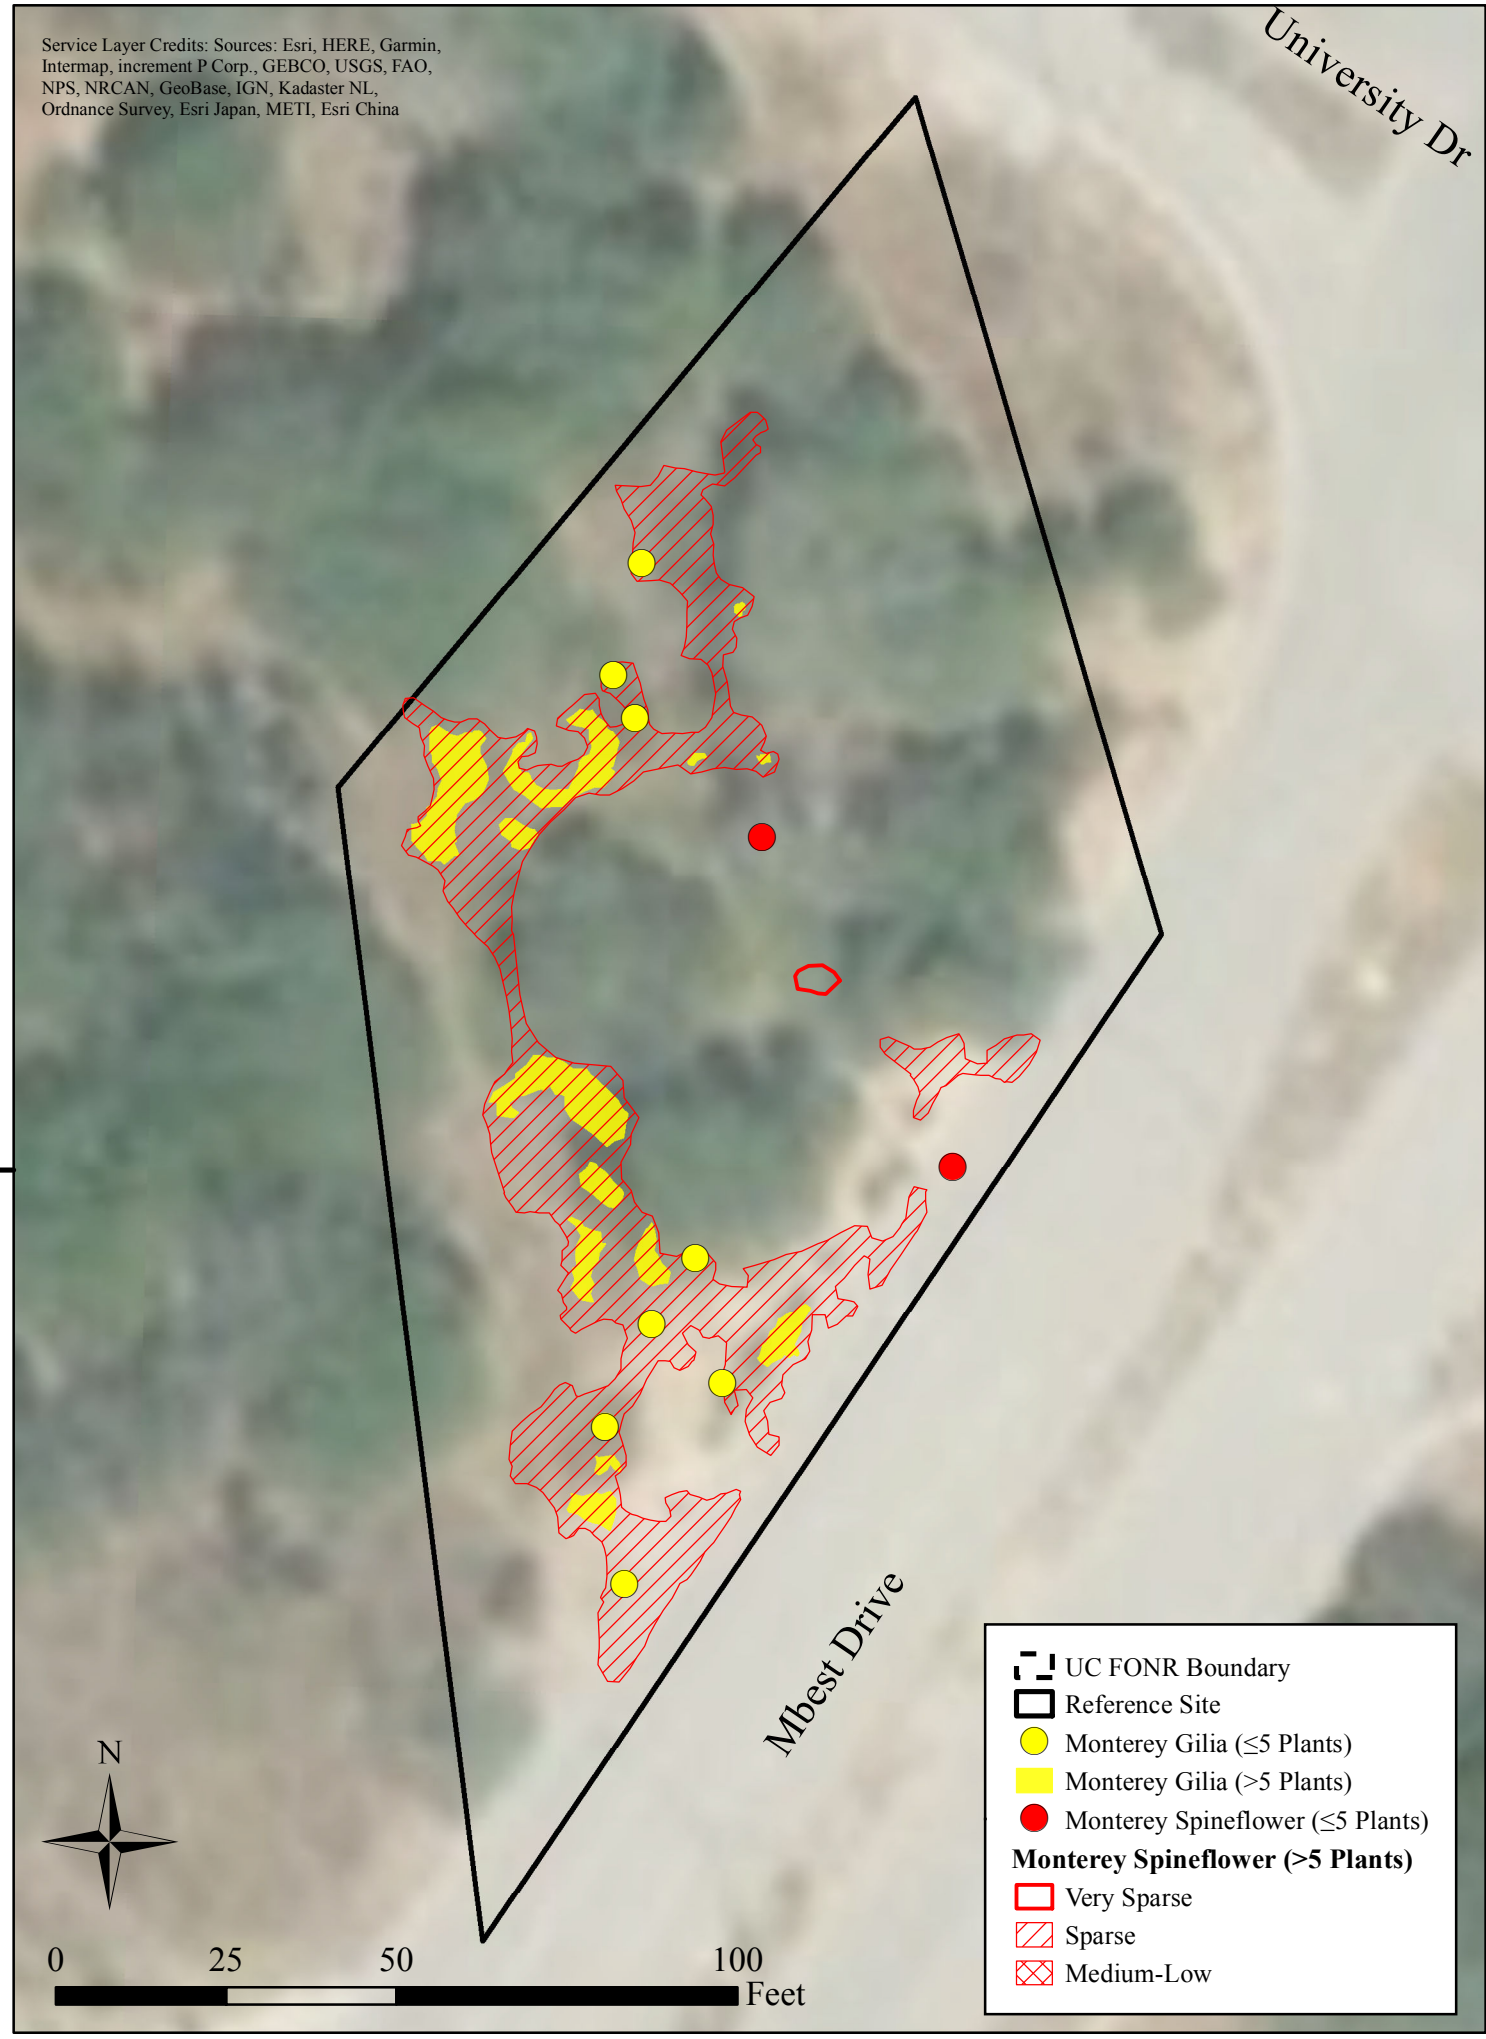 Service Layer Credits: Sources: Esri, HERE, Garmin,
Intermap, increment P Corp., GEBCO, USGS, FAO,
NPS, NRCAN, GeoBase, IGN, Kadaster NL,
Ordnance Survey, Esri Japan, METI, Esri China
University Dr
Mbest Drive
UC FONR Boundary
Reference Site
Monterey Gilia (≤5 Plants)
Monterey Gilia (>5 Plants)
Monterey Spineflower (≤5 Plants)
Monterey Spineflower (>5 Plants)
Very Sparse
Sparse
Medium-Low
N
0 25 50 100
Feet